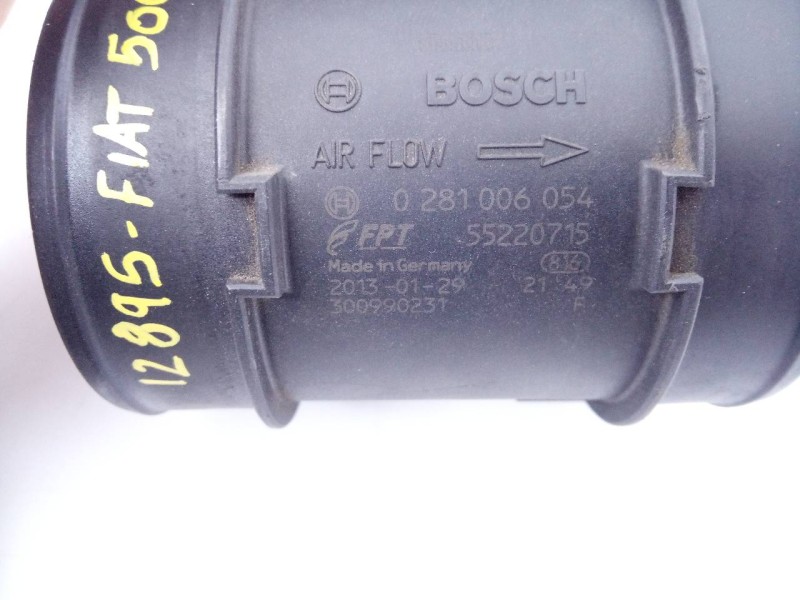 BOSCH
AIR FLOW
0 281 006 054
FPT 55220715
Made in Germany 816
2013-01-29 21 49
300990231 F
12895-FIAT 500